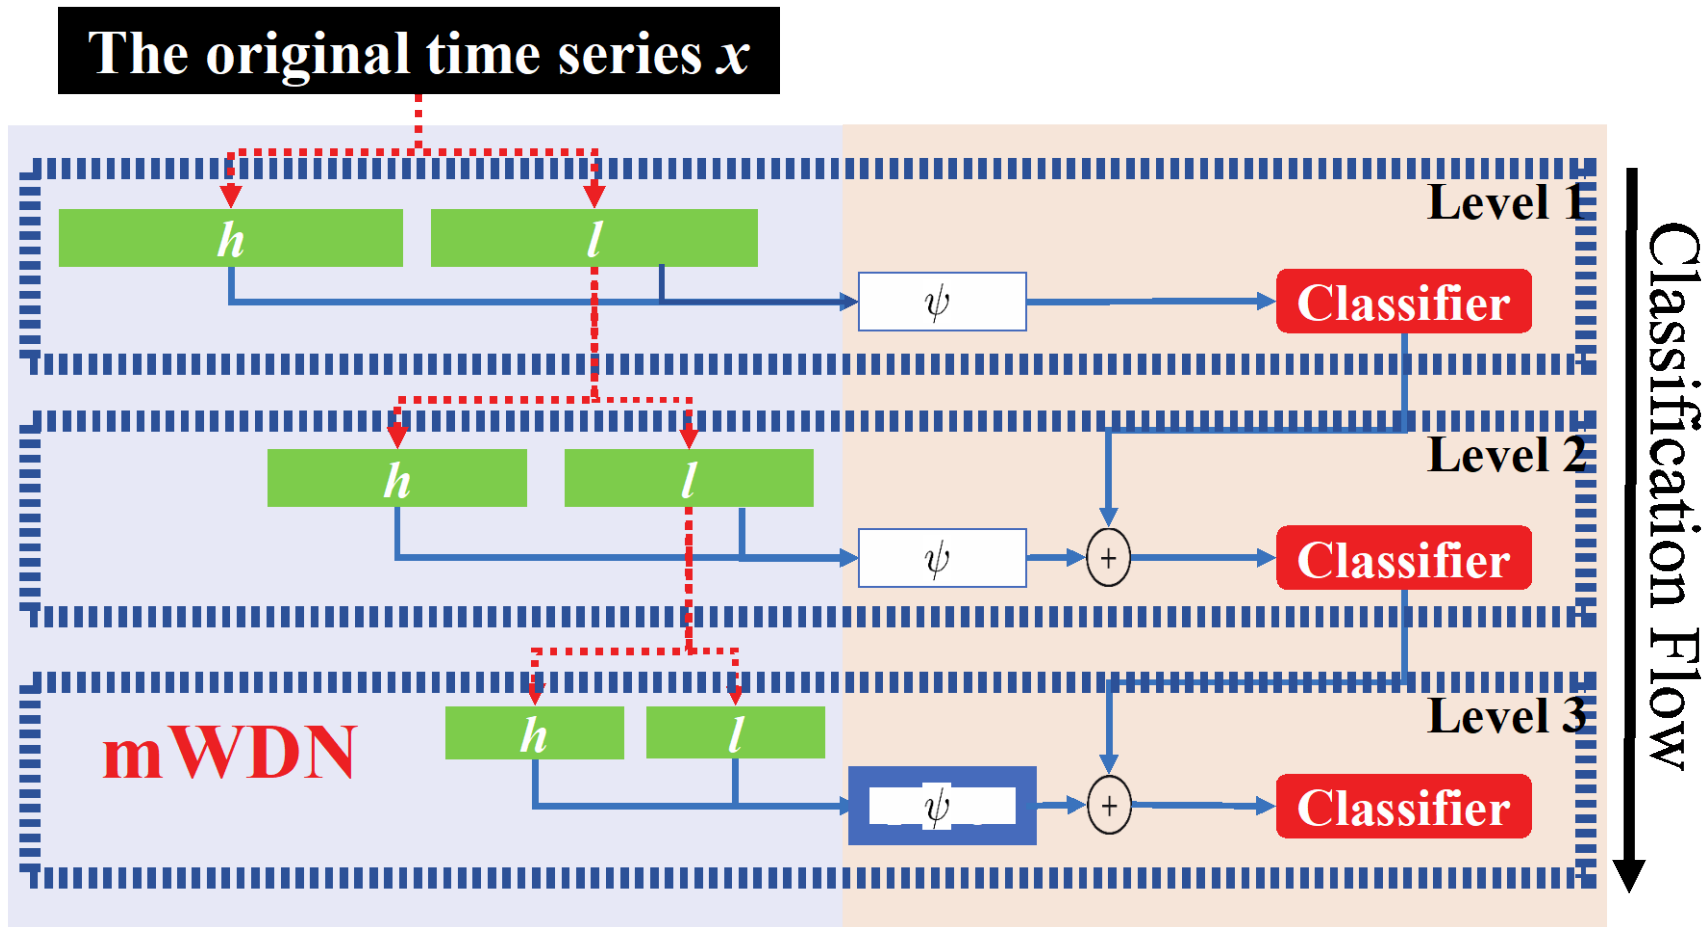 The original time series x
Level 1
h
l
ψ
Classifier
Level 2
h
l
ψ
+
Classifier
Level 3
mWDN
h
l
ψ
+
Classifier
Classification Flow